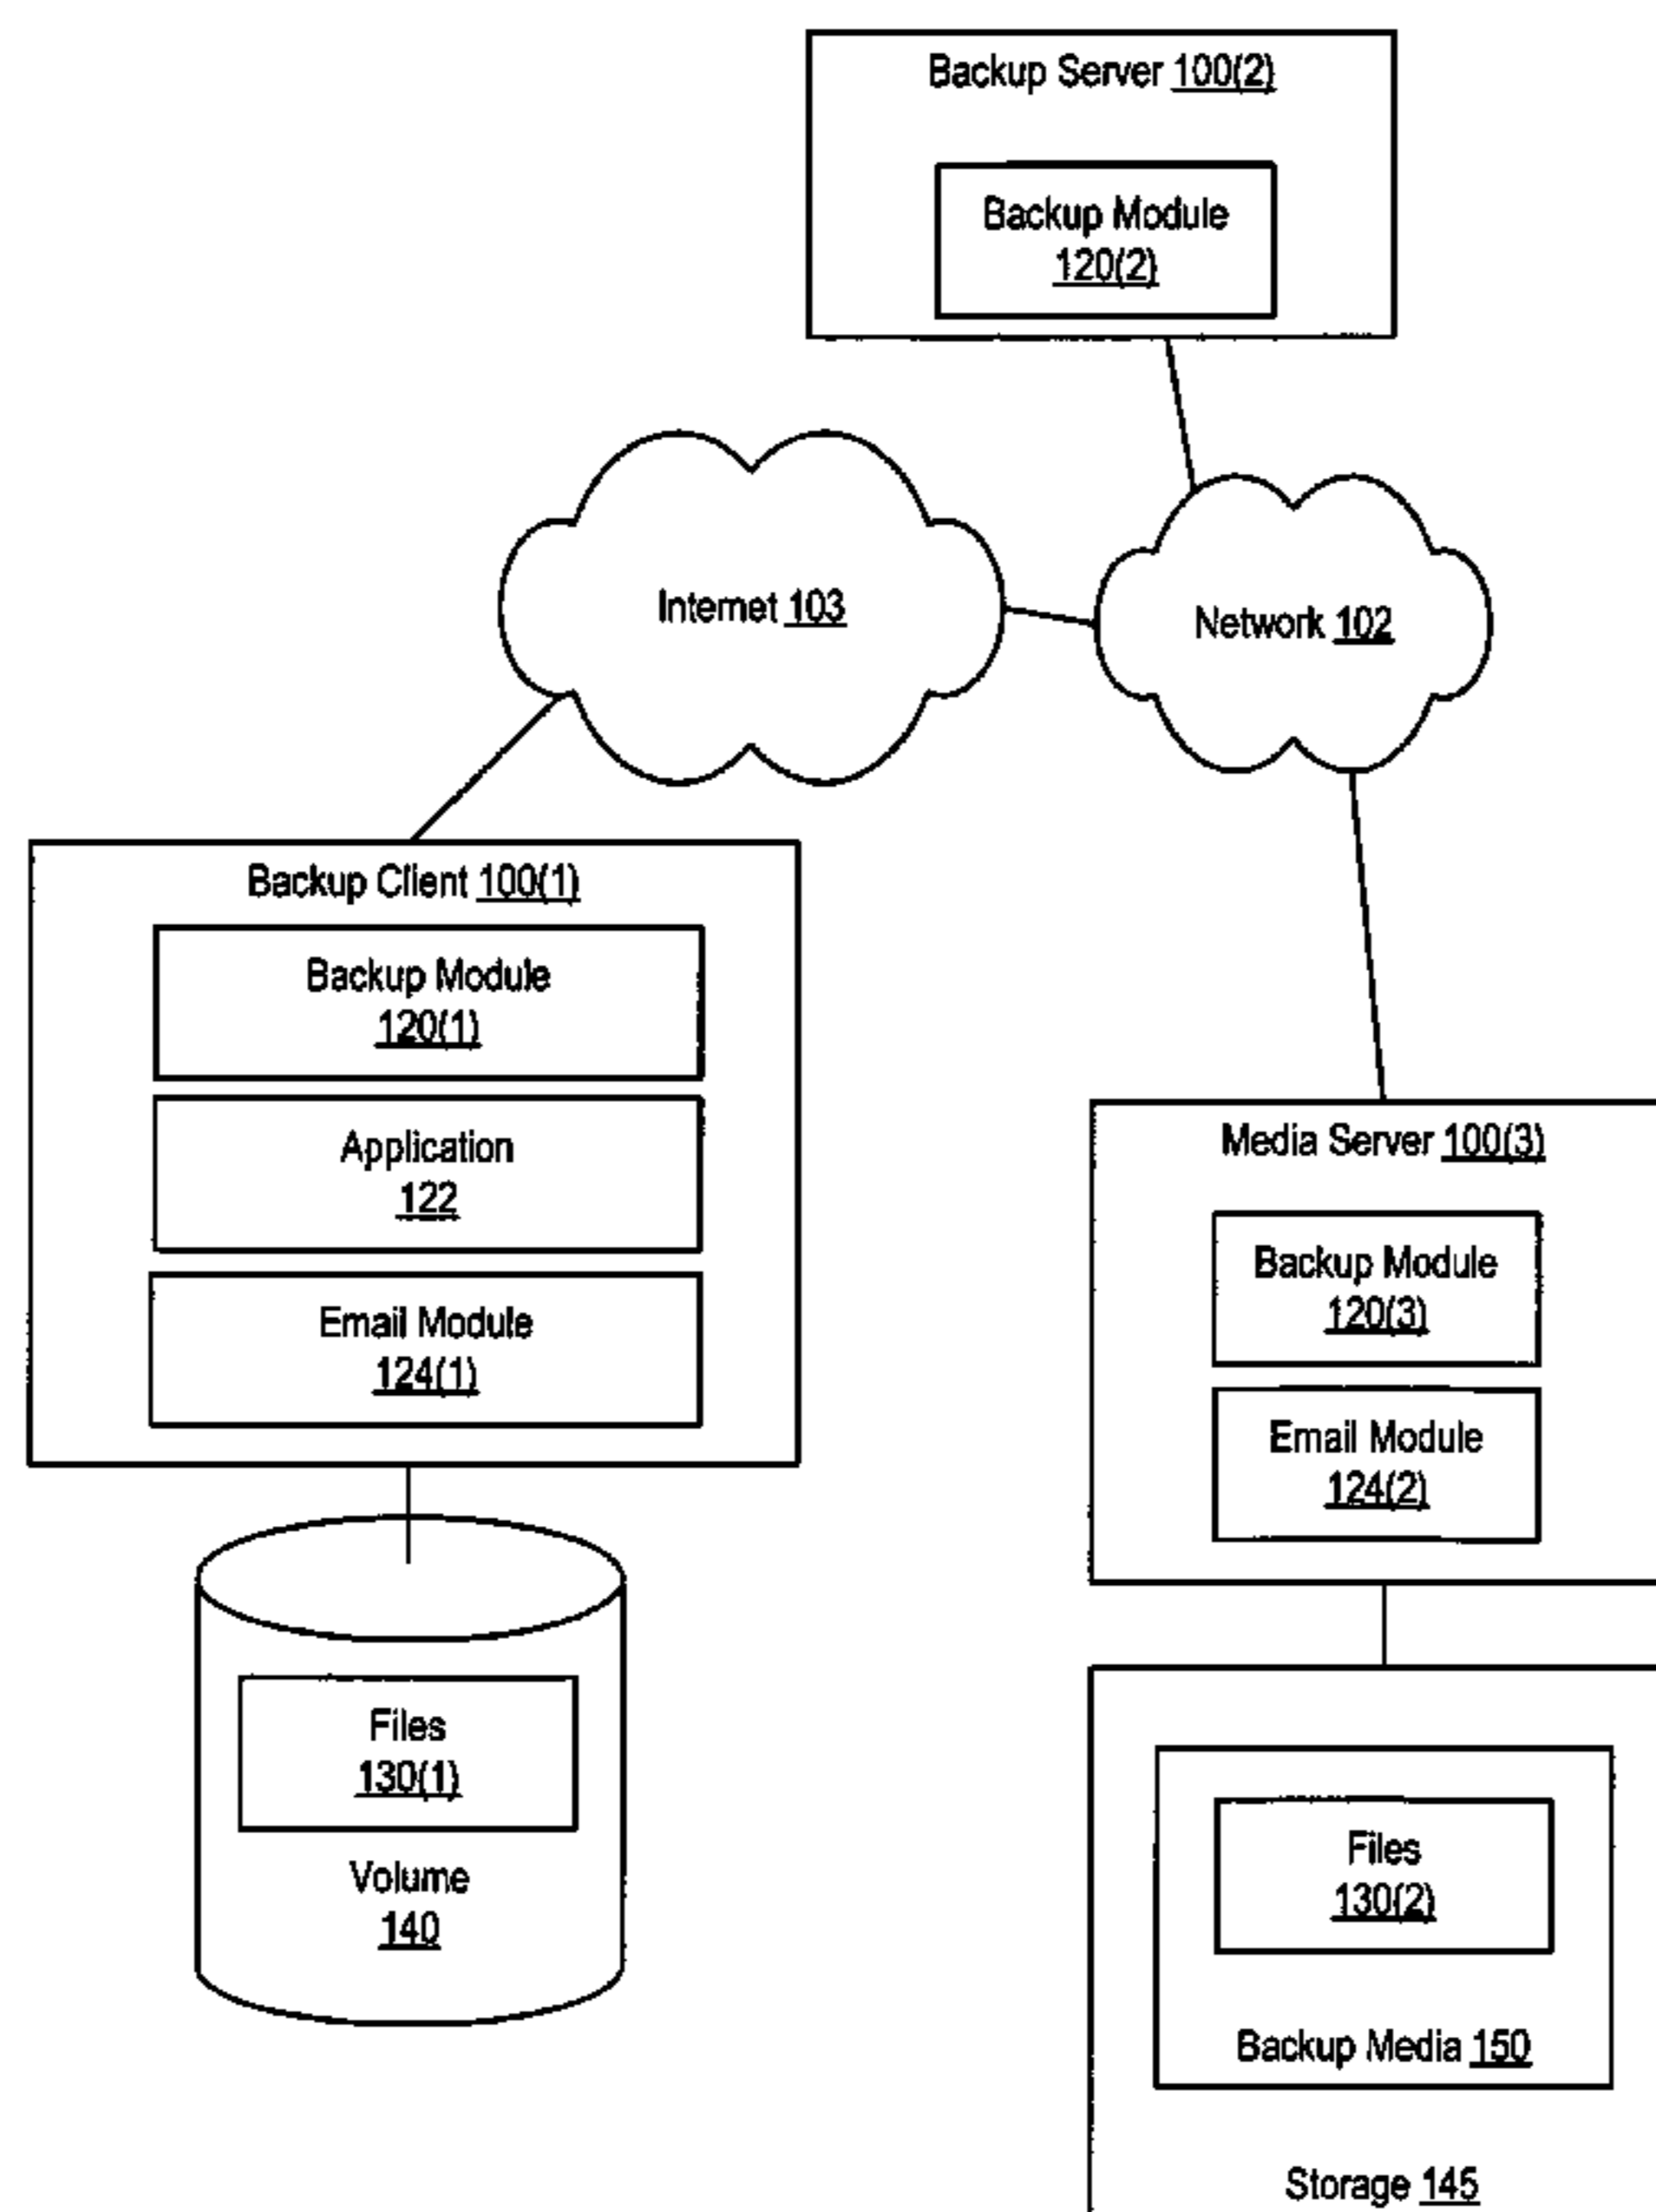 Backup Server 100(2)
Backup Module
120(2)
Internet 103
Network 102
Backup Client 100(1)
Backup Module
120(1)
Application
122
Email Module
124(1)
Files
130(1)
Volume
140
Media Server 100(3)
Backup Module
120(3)
Email Module
124(2)
Files
130(2)
Backup Media 150
Storage 145